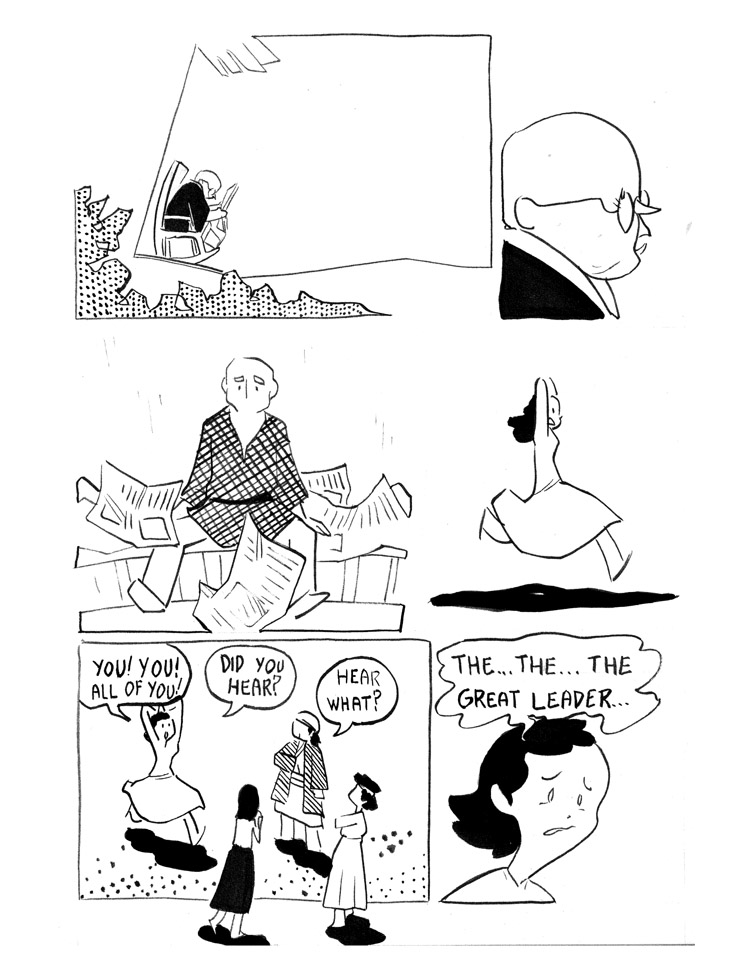 YOU! YOU!
ALL OF YOU!
DID YOU
HEAR?
HEAR
WHAT?
THE... THE... THE
GREAT LEADER...